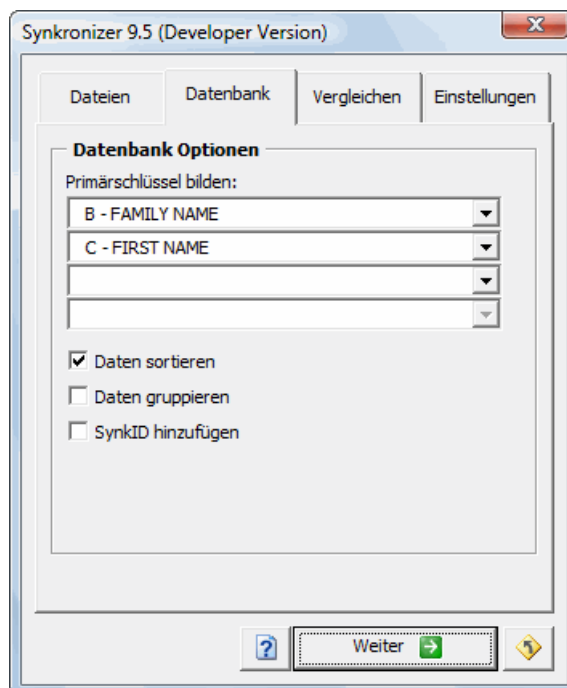 Synkronizer 9.5 (Developer Version)
Dateien Datenbank Vergleichen Einstellungen
Datenbank Optionen
Primärschlüssel bilden:
B - FAMILY NAME
C - FIRST NAME
Daten sortieren
Daten gruppieren
SynkID hinzufügen
Weiter